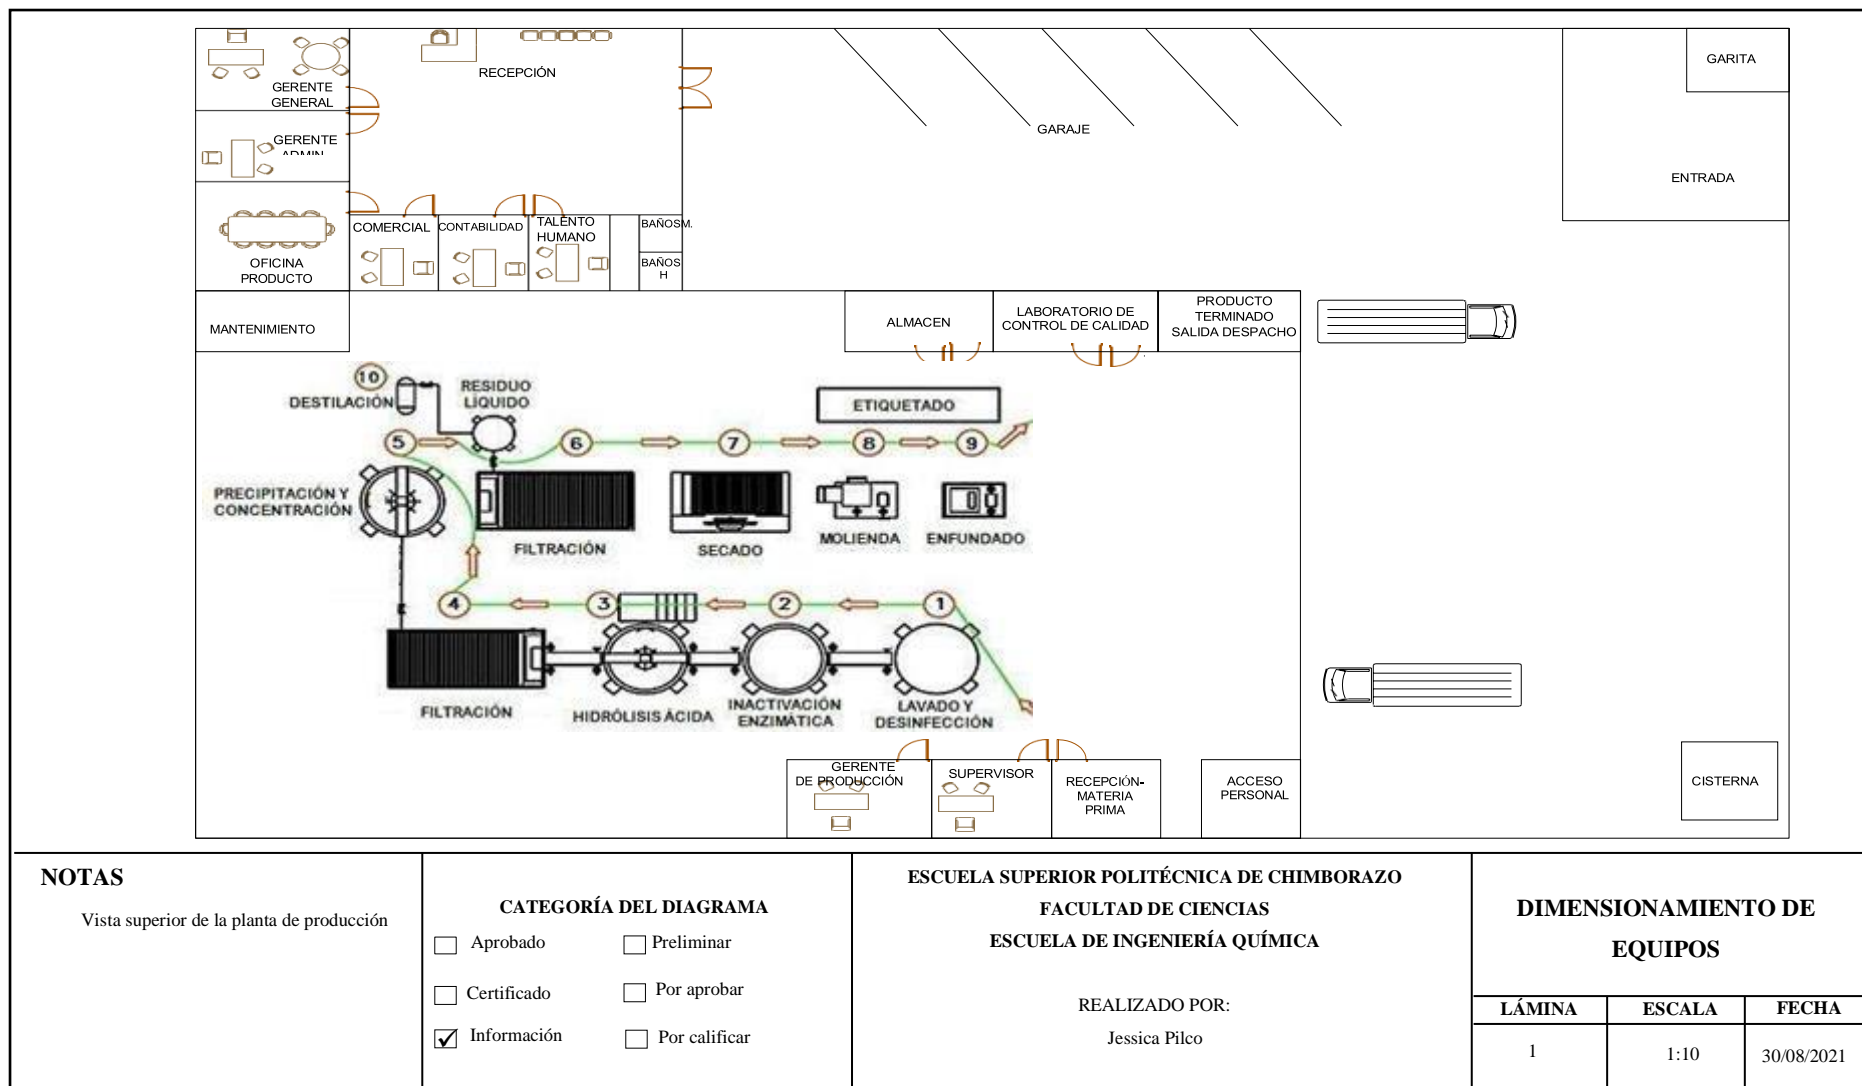 RECEPCIÓN
GERENTE
GENERAL
GERENTE
ADMIN.
OFICINA
PRODUCTO
COMERCIAL
CONTABILIDAD
TALENTO
HUMANO
BAÑOSM.
BAÑOS
H
GARAJE
GARITA
ENTRADA
MANTENIMIENTO
ALMACEN
LABORATORIO DE
CONTROL DE CALIDAD
PRODUCTO
TERMINADO
SALIDA DESPACHO
10
DESTILACIÓN
RESIDUO
LÍQUIDO
ETIQUETADO
5
6
7
8
9
PRECIPITACIÓN Y
CONCENTRACIÓN
FILTRACIÓN
SECADO
MOLIENDA
ENFUNDADO
4
3
2
1
FILTRACIÓN
HIDRÓLISIS ÁCIDA
INACTIVACIÓN
ENZIMÁTICA
LAVADO Y
DESINFECCIÓN
GERENTE
DE PRODUCCIÓN
SUPERVISOR
RECEPCIÓN-
MATERIA
PRIMA
ACCESO
PERSONAL
CISTERNA
NOTAS
Vista superior de la planta de producción
CATEGORÍA DEL DIAGRAMA
Aprobado
Preliminar
Certificado
Por aprobar
Información
Por calificar
ESCUELA SUPERIOR POLITÉCNICA DE CHIMBORAZO
FACULTAD DE CIENCIAS
ESCUELA DE INGENIERÍA QUÍMICA
REALIZADO POR:
Jessica Pilco
DIMENSIONAMIENTO DE
EQUIPOS
LÁMINA
ESCALA
FECHA
1
1:10
30/08/2021